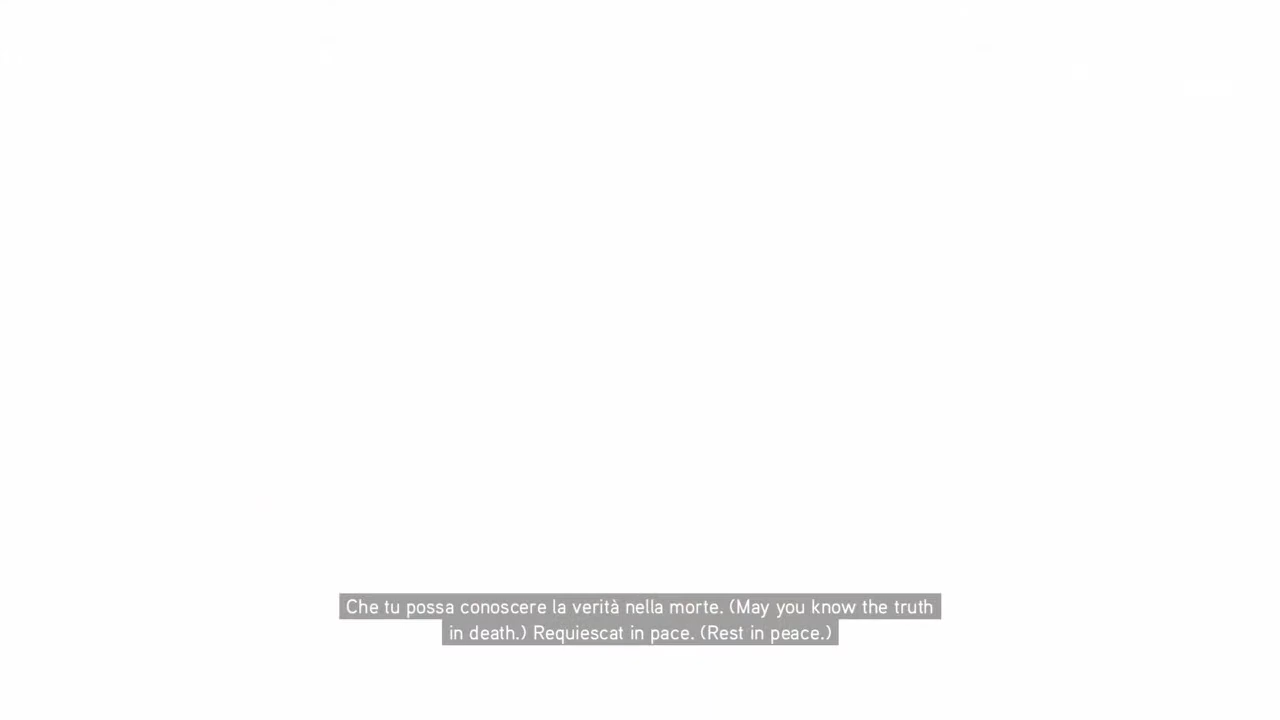 Che tu possa conoscere la verità nella morte. (May you know the truth
in death.) Requiescat in pace. (Rest in peace.)